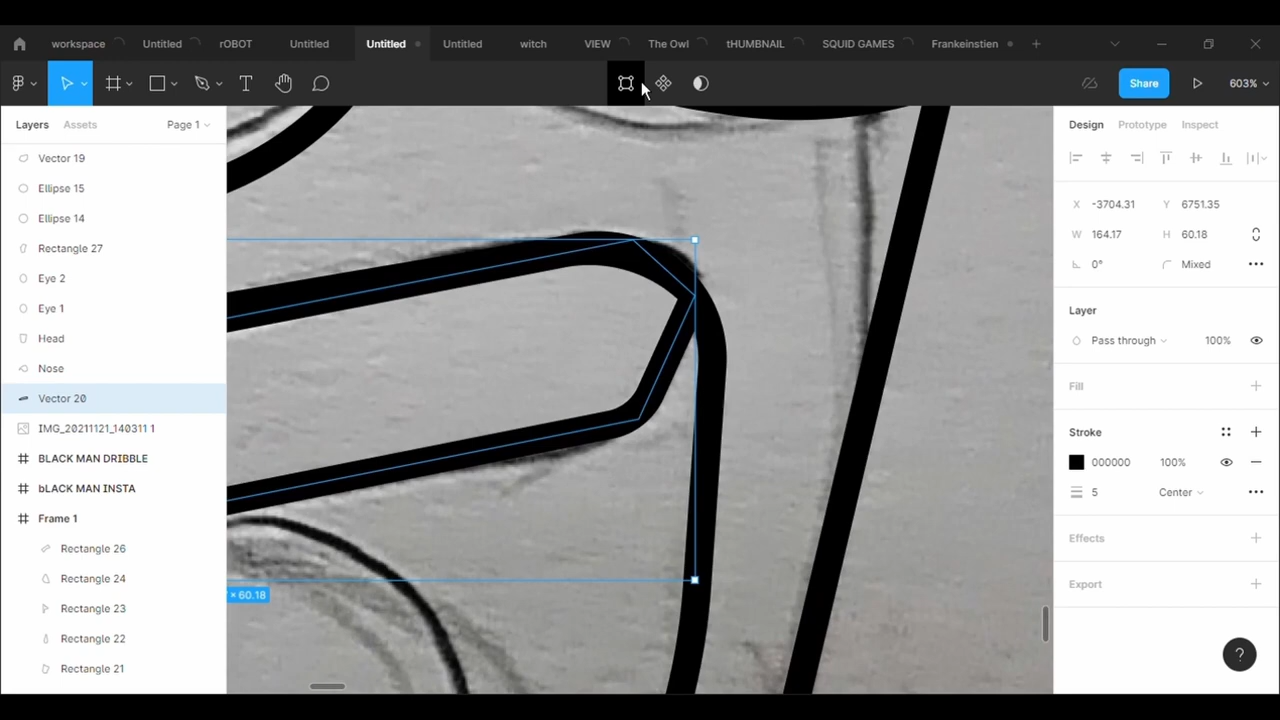 workspace Untitled rOBOT Untitled Untitled Untitled witch VIEW The Owl tHUMBNAIL SQUID GAMES Frankeinstien
T Share 603%
Layers Assets Page 1
Vector 19
Ellipse 15
Ellipse 14
Rectangle 27
Eye 2
Eye 1
Head
Nose
Vector 20
IMG_20211121_140311 1
BLACK MAN DRIBBLE
bLACK MAN INSTA
Frame 1
Rectangle 26
Rectangle 24
Rectangle 23
Rectangle 22
Rectangle 21
× 60.18
Design Prototype Inspect
X -3704.31 Y 6751.35
W 164.17 H 60.18
0° Mixed
Layer
Pass through 100%
Fill
Stroke
000000 100%
5 Center
Effects
Export
?